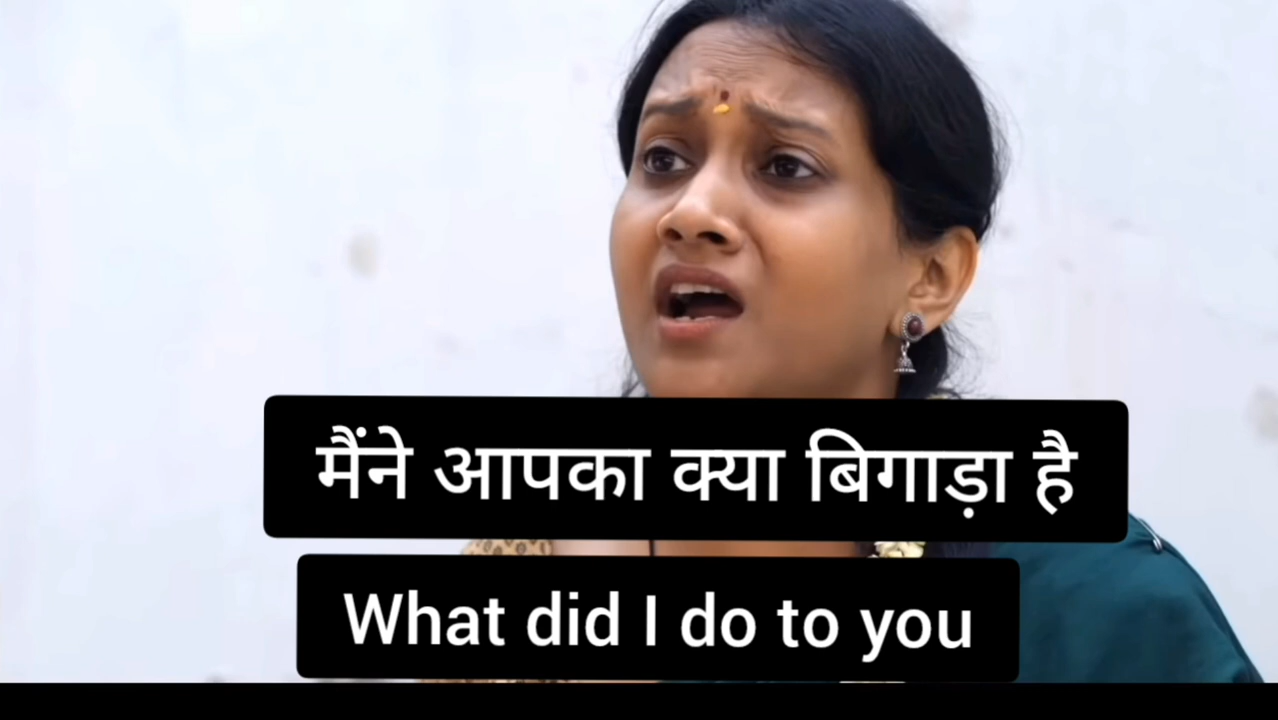 मैंने आपका क्या बिगाड़ा है
What did I do to you